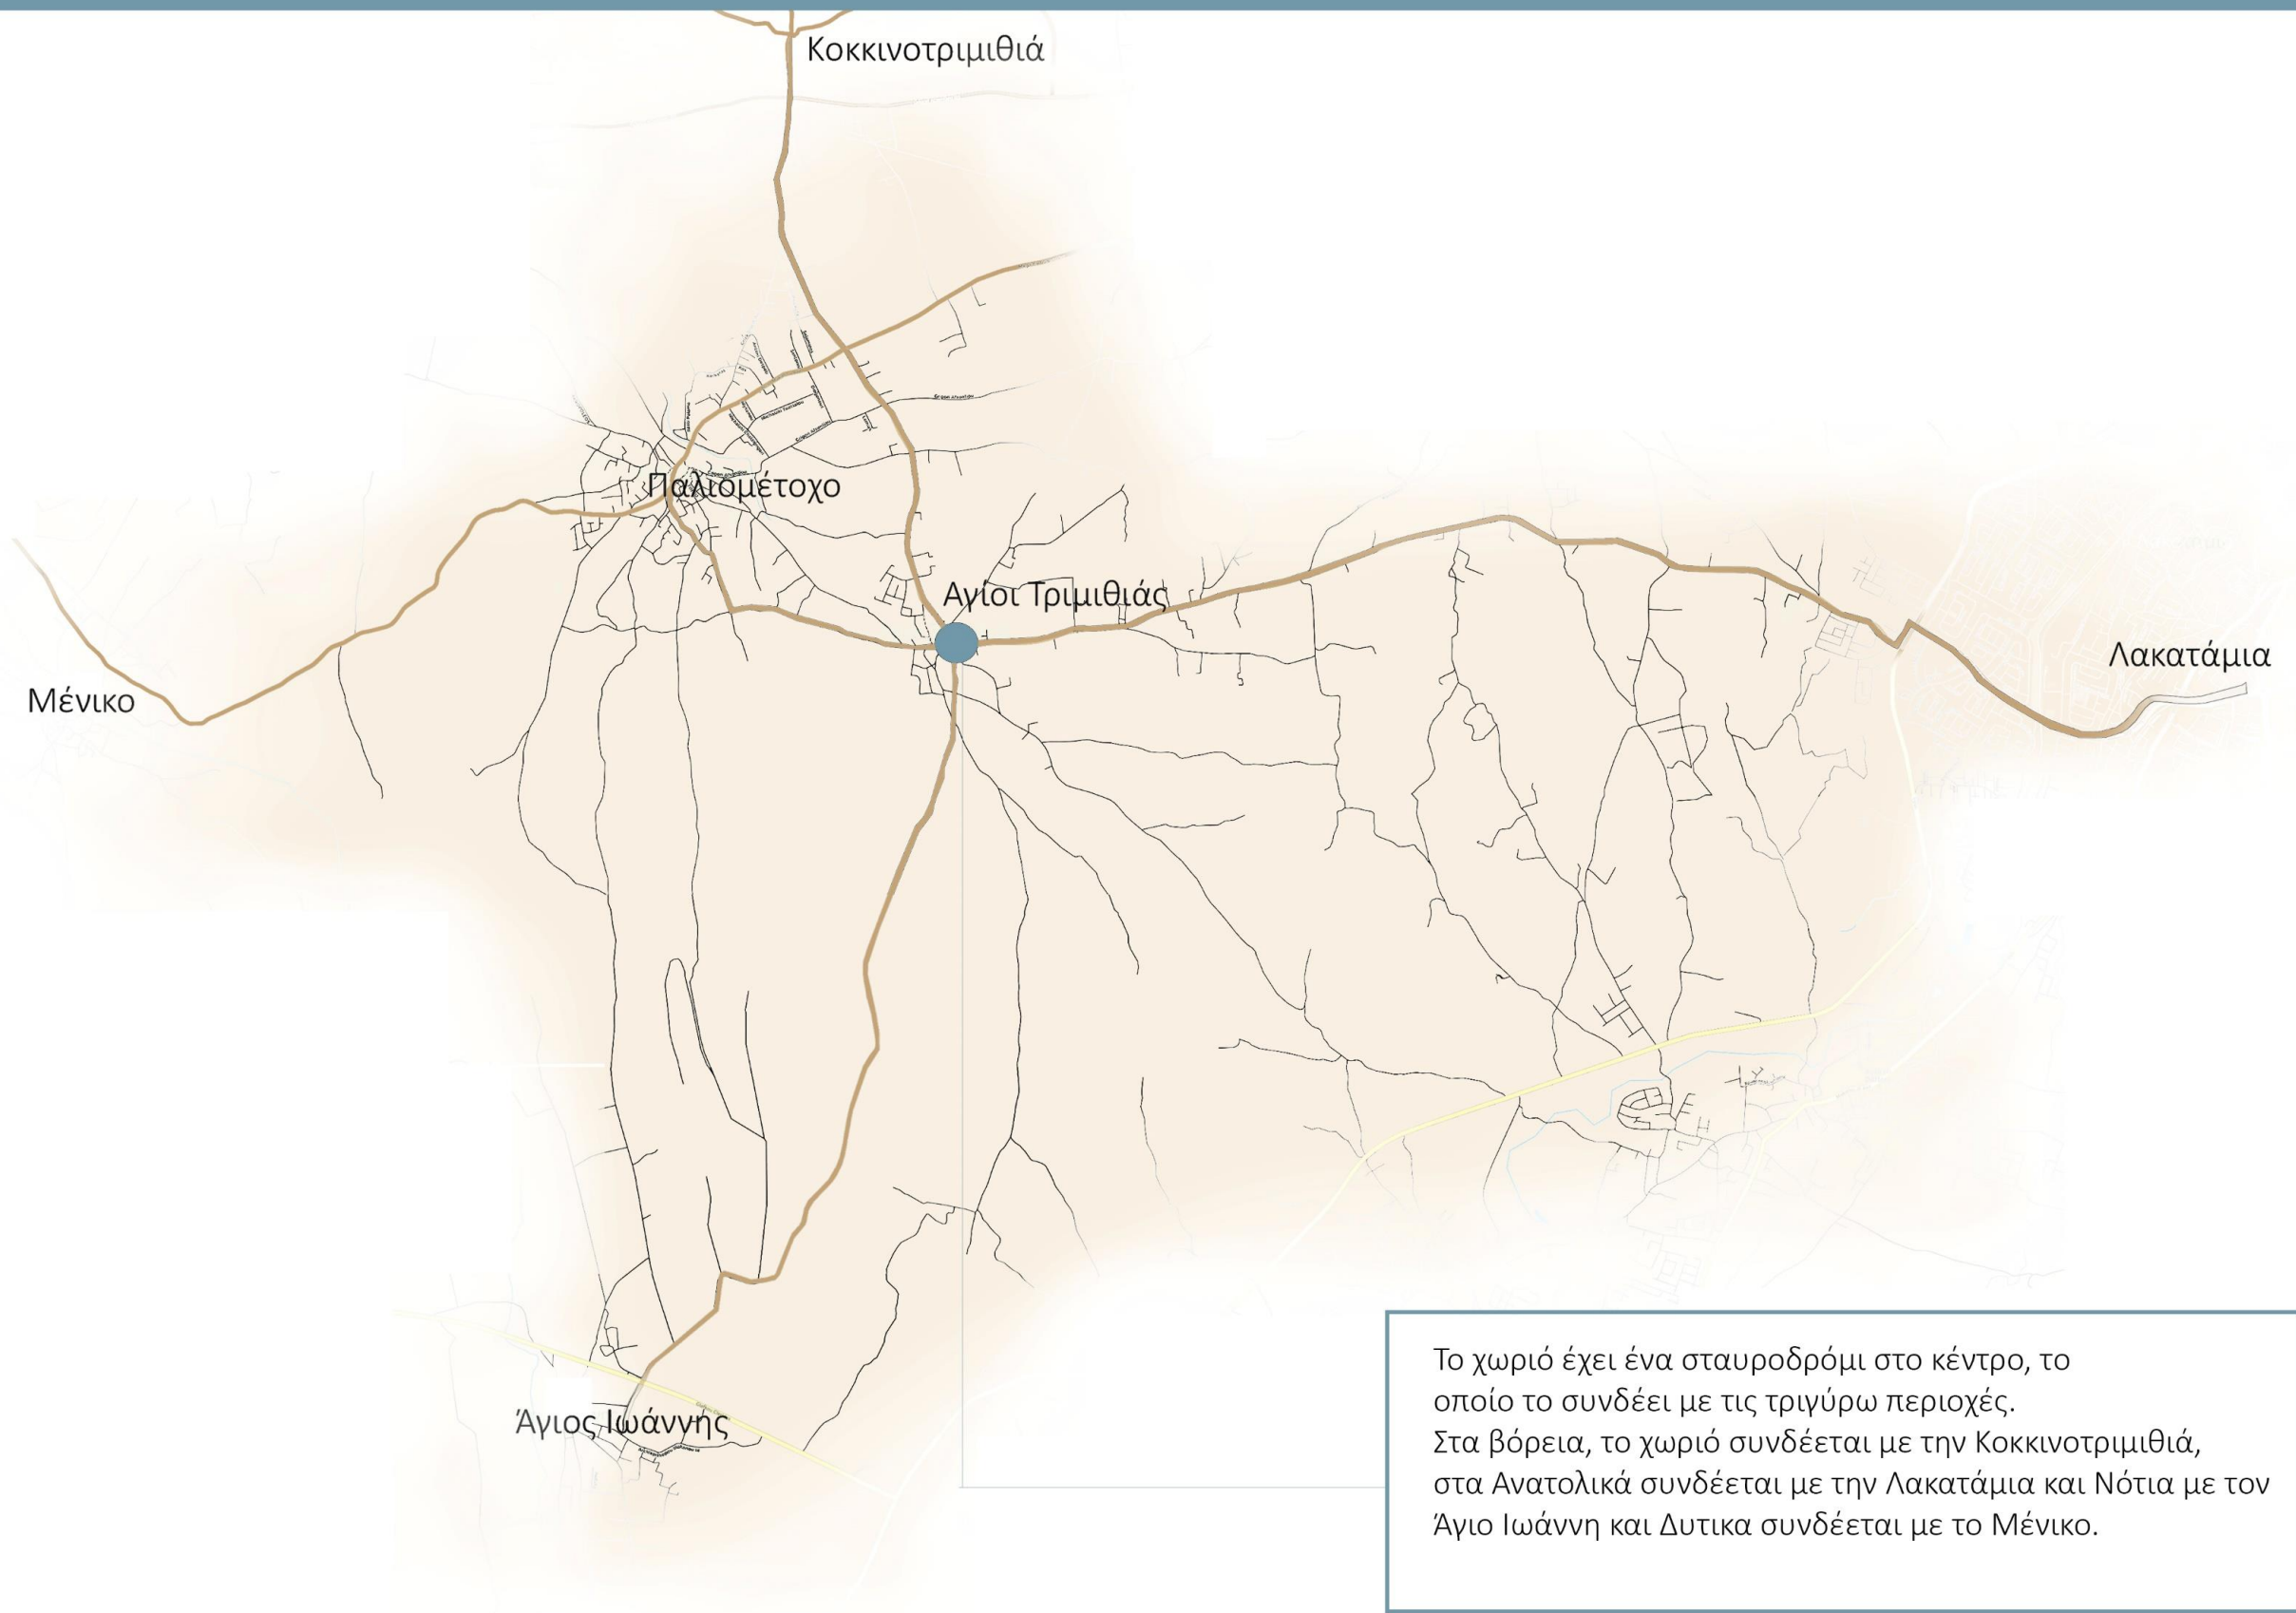 Κοκκινοτριμιθιά
Παλιομέτοχο
Αγίοι Τριμιθιάς
Λακατάμια
Μένικο
Άγιος Ιωάννής
Το χωριό έχει ένα σταυροδρόμι στο κέντρο, το
οποίο το συνδέει με τις τριγύρω περιοχές.
Στα βόρεια, το χωριό συνδέεται με την Κοκκινοτριμιθιά,
στα Ανατολικά συνδέεται με την Λακατάμια και Νότια με τον
Άγιο Ιωάννη και Δυτικα συνδέεται με το Μένικο.